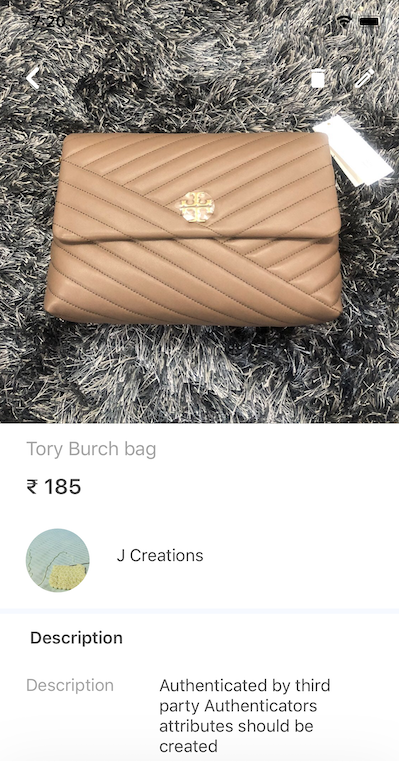 7:20
Tory Burch bag
₹ 185
J Creations
Description
Description
Authenticated by third
party Authenticators
attributes should be
created